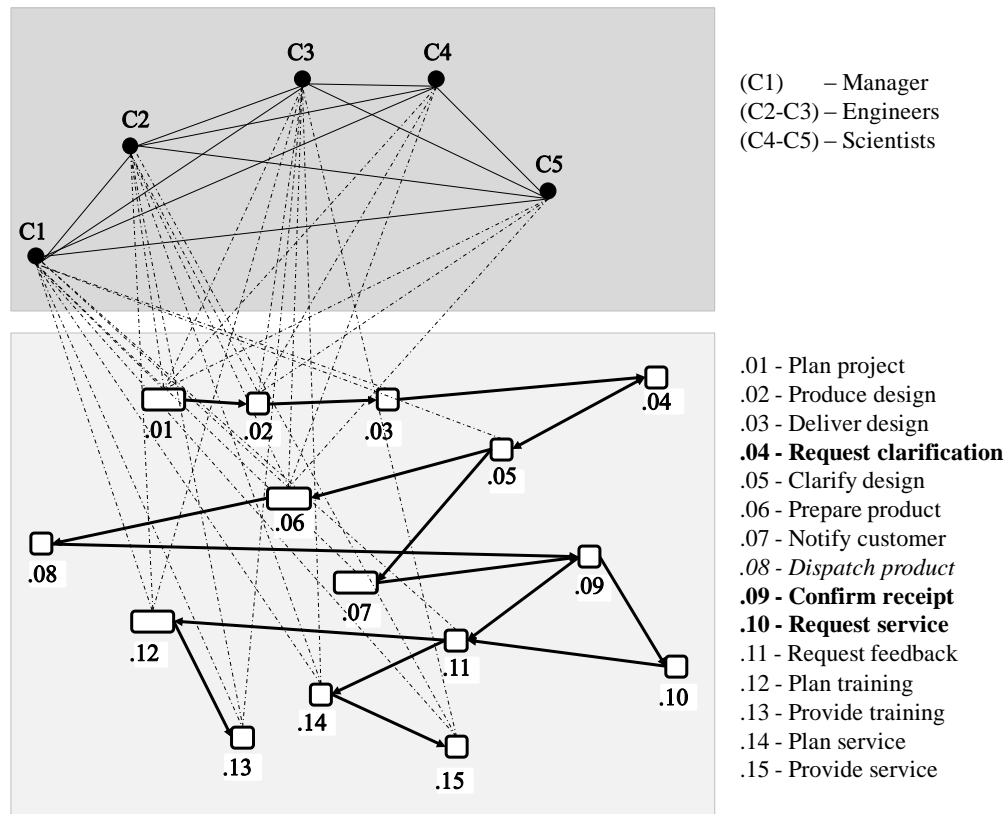 C3
C4
C2
C5
C1
(C1) – Manager
(C2-C3) – Engineers
(C4-C5) – Scientists
.01
.02
.03
.04
.05
.06
.07
.08
.09
.10
.11
.12
.13
.14
.15
.01 - Plan project
.02 - Produce design
.03 - Deliver design
.04 - Request clarification
.05 - Clarify design
.06 - Prepare product
.07 - Notify customer
.08 - Dispatch product
.09 - Confirm receipt
.10 - Request service
.11 - Request feedback
.12 - Plan training
.13 - Provide training
.14 - Plan service
.15 - Provide service